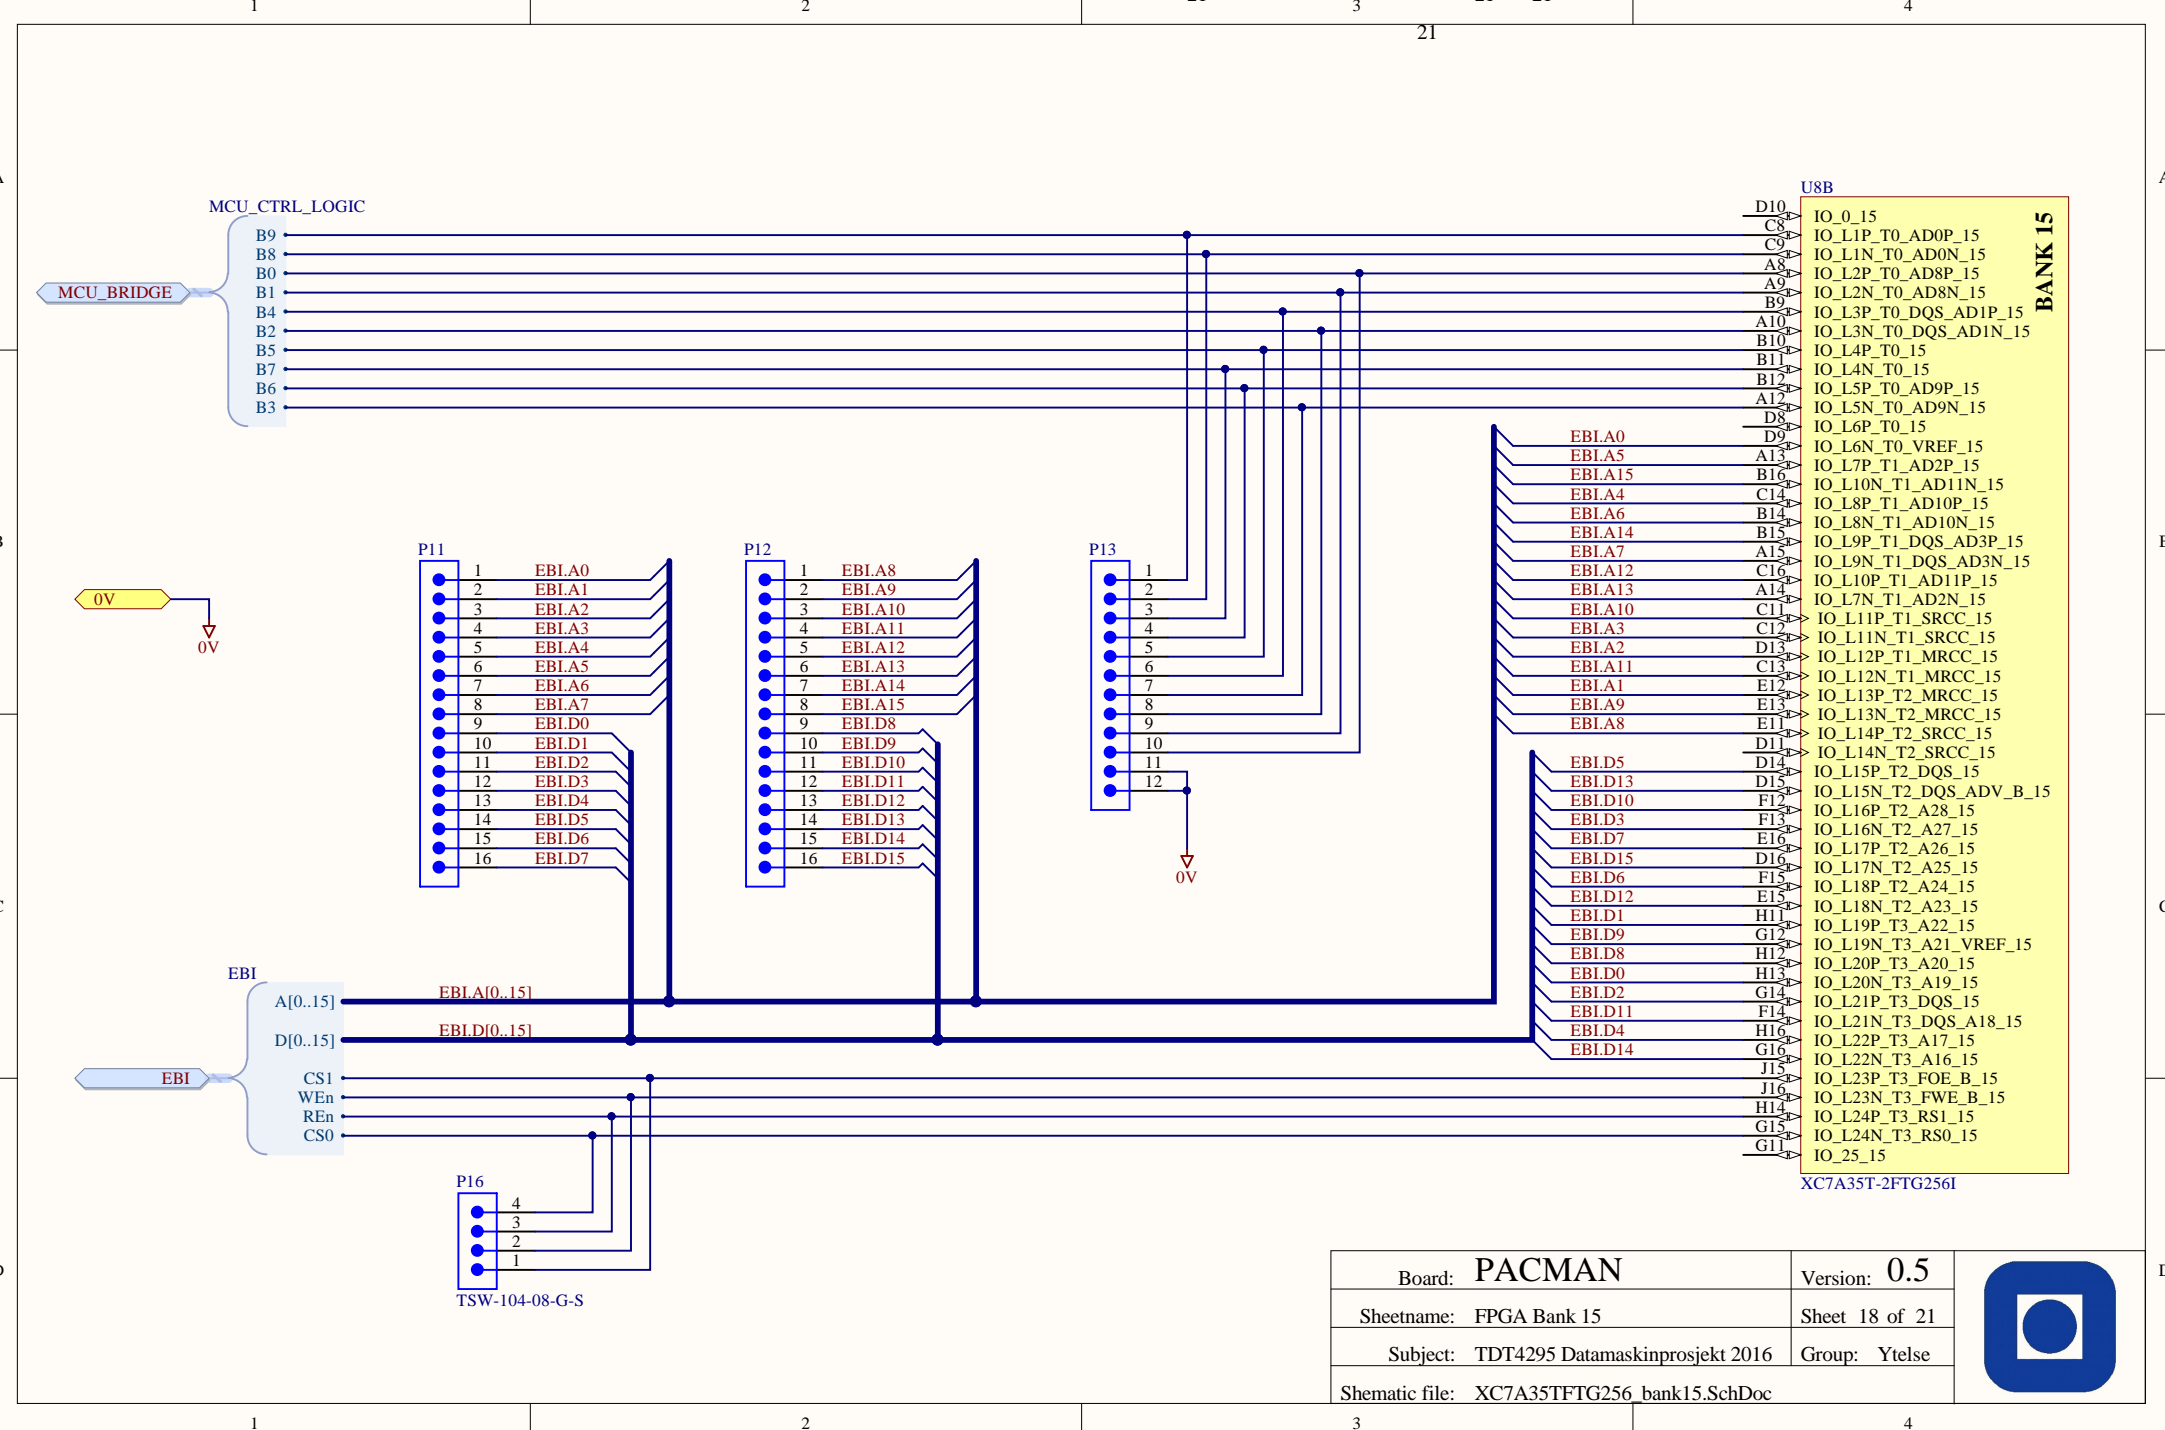 1 2 3 4
21
A
A
MCU_CTRL_LOGIC
B9
B8
B0
B1
B4
B2
B5
B7
B6
B3
MCU_BRIDGE
0V
0V
P11
1 EBI.A0
2 EBI.A1
3 EBI.A2
4 EBI.A3
5 EBI.A4
6 EBI.A5
7 EBI.A6
8 EBI.A7
9 EBI.D0
10 EBI.D1
11 EBI.D2
12 EBI.D3
13 EBI.D4
14 EBI.D5
15 EBI.D6
16 EBI.D7
P12
1 EBI.A8
2 EBI.A9
3 EBI.A10
4 EBI.A11
5 EBI.A12
6 EBI.A13
7 EBI.A14
8 EBI.A15
9 EBI.D8
10 EBI.D9
11 EBI.D10
12 EBI.D11
13 EBI.D12
14 EBI.D13
15 EBI.D14
16 EBI.D15
P13
1
2
3
4
5
6
7
8
9
10
11
12
0V
EBI
A[0..15] EBI.A[0..15]
D[0..15] EBI.D[0..15]
CS1
WEn
REn
CS0
EBI
P16
4
3
2
1
TSW-104-08-G-S
U8B
BANK 15
D10 IO_0_15
C8 IO_L1P_T0_AD0P_15
C9 IO_L1N_T0_AD0N_15
A8 IO_L2P_T0_AD8P_15
A9 IO_L2N_T0_AD8N_15
B9 IO_L3P_T0_DQS_AD1P_15
A10 IO_L3N_T0_DQS_AD1N_15
B10 IO_L4P_T0_15
B11 IO_L4N_T0_15
B12 IO_L5P_T0_AD9P_15
A12 IO_L5N_T0_AD9N_15
D8 IO_L6P_T0_15
EBI.A0 D9 IO_L6N_T0_VREF_15
EBI.A5 A13 IO_L7P_T1_AD2P_15
EBI.A15 B16 IO_L10N_T1_AD11N_15
EBI.A4 C14 IO_L8P_T1_AD10P_15
EBI.A6 B14 IO_L8N_T1_AD10N_15
EBI.A14 B15 IO_L9P_T1_DQS_AD3P_15
EBI.A7 A15 IO_L9N_T1_DQS_AD3N_15
EBI.A12 C16 IO_L10P_T1_AD11P_15
EBI.A13 A14 IO_L7N_T1_AD2N_15
EBI.A10 C11 IO_L11P_T1_SRCC_15
EBI.A3 C12 IO_L11N_T1_SRCC_15
EBI.A2 D13 IO_L12P_T1_MRCC_15
EBI.A11 C13 IO_L12N_T1_MRCC_15
EBI.A1 E12 IO_L13P_T2_MRCC_15
EBI.A9 E13 IO_L13N_T2_MRCC_15
EBI.A8 E11 IO_L14P_T2_SRCC_15
D11 IO_L14N_T2_SRCC_15
EBI.D5 D14 IO_L15P_T2_DQS_15
EBI.D13 D15 IO_L15N_T2_DQS_ADV_B_15
EBI.D10 F12 IO_L16P_T2_A28_15
EBI.D3 F13 IO_L16N_T2_A27_15
EBI.D7 E16 IO_L17P_T2_A26_15
EBI.D15 D16 IO_L17N_T2_A25_15
EBI.D6 F15 IO_L18P_T2_A24_15
EBI.D12 E15 IO_L18N_T2_A23_15
EBI.D1 H11 IO_L19P_T3_A22_15
EBI.D9 G12 IO_L19N_T3_A21_VREF_15
EBI.D8 H12 IO_L20P_T3_A20_15
EBI.D0 H13 IO_L20N_T3_A19_15
EBI.D2 G14 IO_L21P_T3_DQS_15
EBI.D11 F14 IO_L21N_T3_DQS_A18_15
EBI.D4 H16 IO_L22P_T3_A17_15
EBI.D14 G16 IO_L22N_T3_A16_15
J15 IO_L23P_T3_FOE_B_15
J16 IO_L23N_T3_FWE_B_15
H14 IO_L24P_T3_RS1_15
G15 IO_L24N_T3_RS0_15
G11 IO_25_15
XC7A35T-2FTG256I
Board: PACMAN Version: 0.5
Sheetname: FPGA Bank 15 Sheet 18 of 21
Subject: TDT4295 Datamaskinprosjekt 2016 Group: Ytelse
Shematic file: XC7A35TFTG256_bank15.SchDoc
1 2 3 4